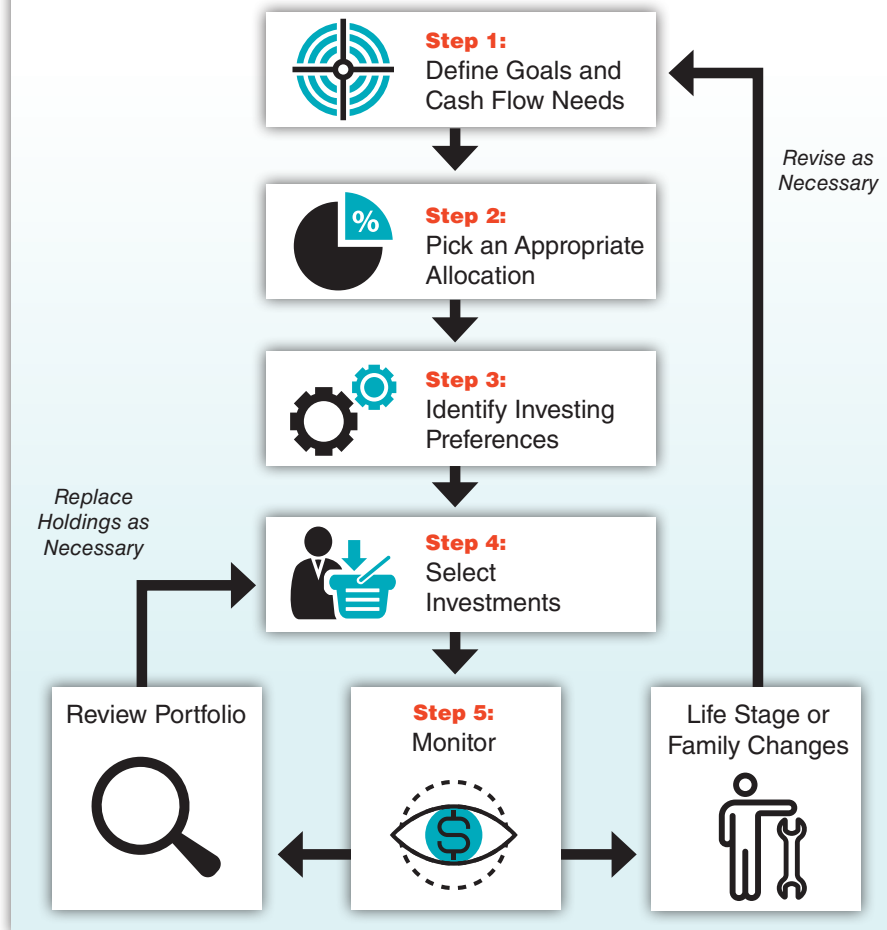 Step 1:
Define Goals and
Cash Flow Needs
Revise as
Necessary
%
Step 2:
Pick an Appropriate
Allocation
Step 3:
Identify Investing
Preferences
Replace
Holdings as
Necessary
Step 4:
Select
Investments
Review Portfolio
Step 5:
Monitor
$
Life Stage or
Family Changes